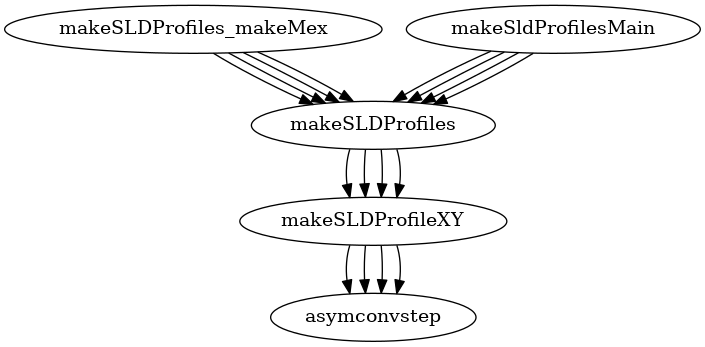 makeSLDProfiles_makeMex
makeSldProfilesMain
makeSLDProfiles
makeSLDProfileXY
asymconvstep